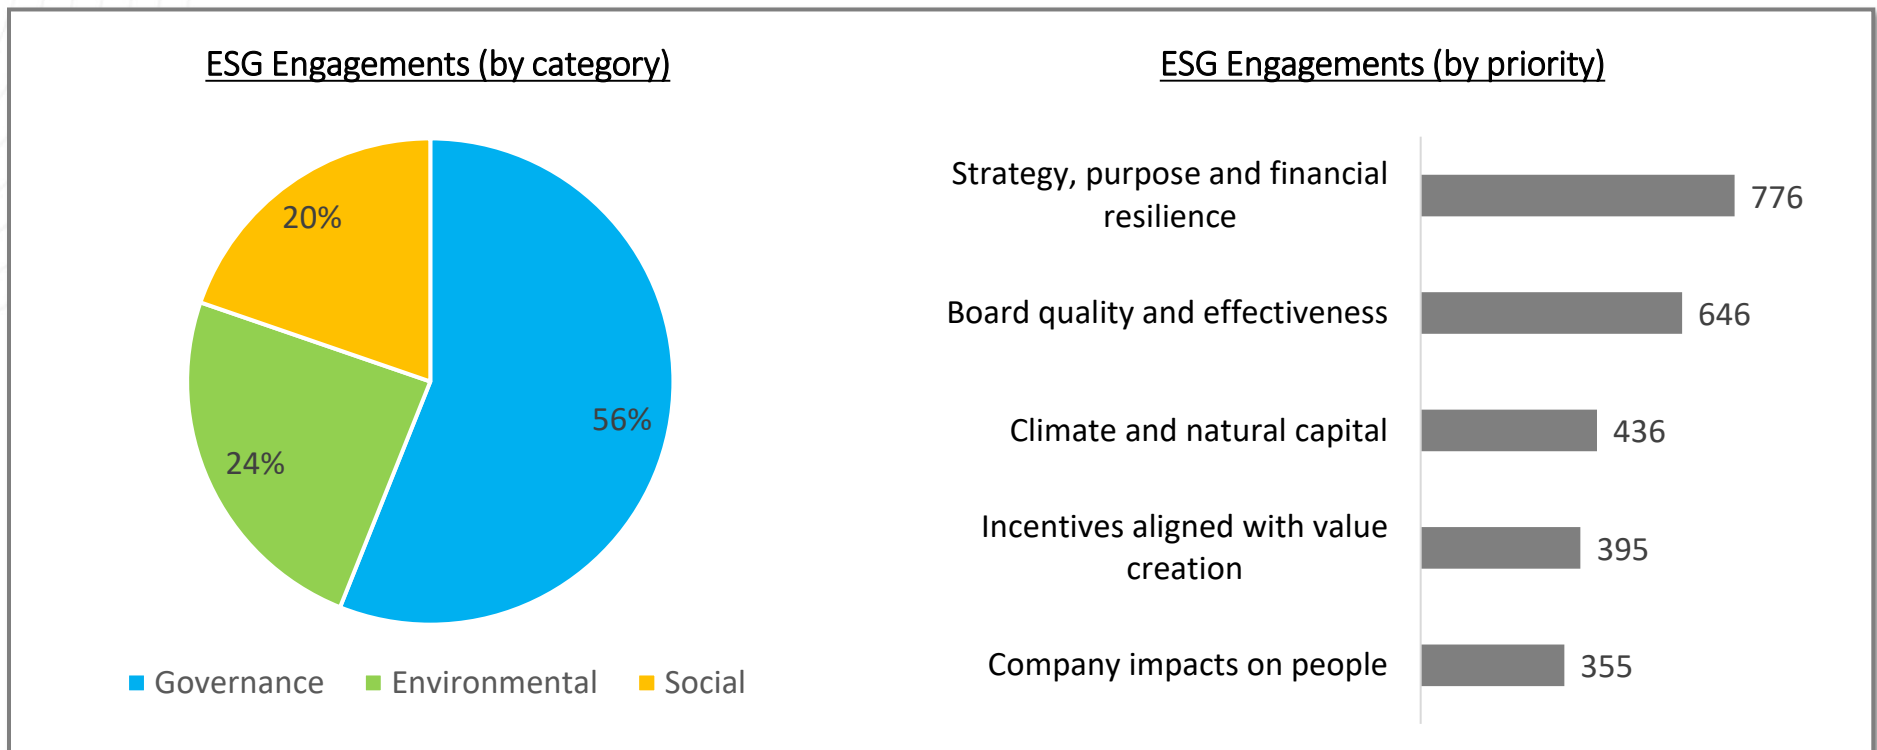 ESG Engagements (by category)
20%
56%
24%
Governance
Environmental
Social
ESG Engagements (by priority)
Strategy, purpose and financial
resilience
776
Board quality and effectiveness
646
Climate and natural capital
436
Incentives aligned with value
creation
395
Company impacts on people
355